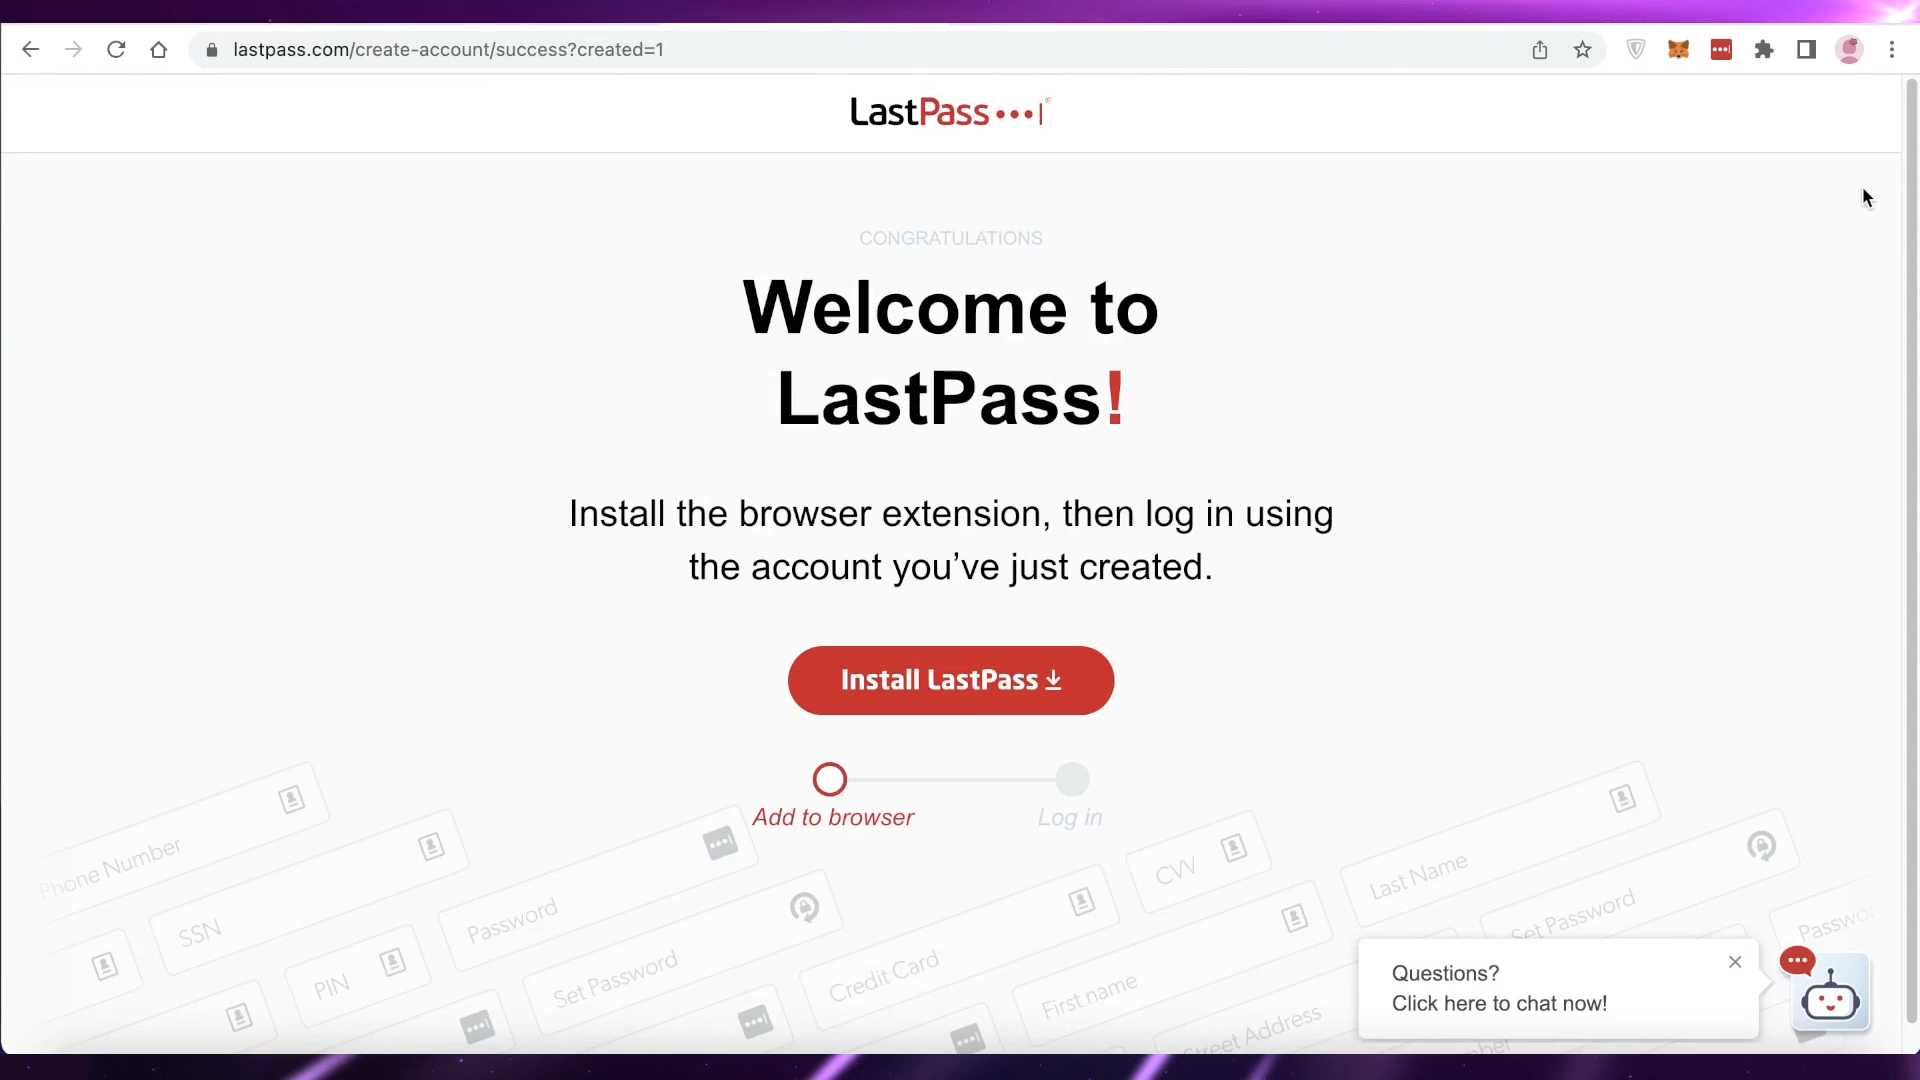 lastpass.com/create-account/success?created=1
LastPass
CONGRATULATIONS
Welcome to
LastPass!
Install the browser extension, then log in using
the account you’ve just created.
Install LastPass
Add to browser
Log in
Phone Number
SSN
Password
CVV
Last Name
PIN
Set Password
Credit Card
First name
Set Password
Street Address
Questions?
Click here to chat now!